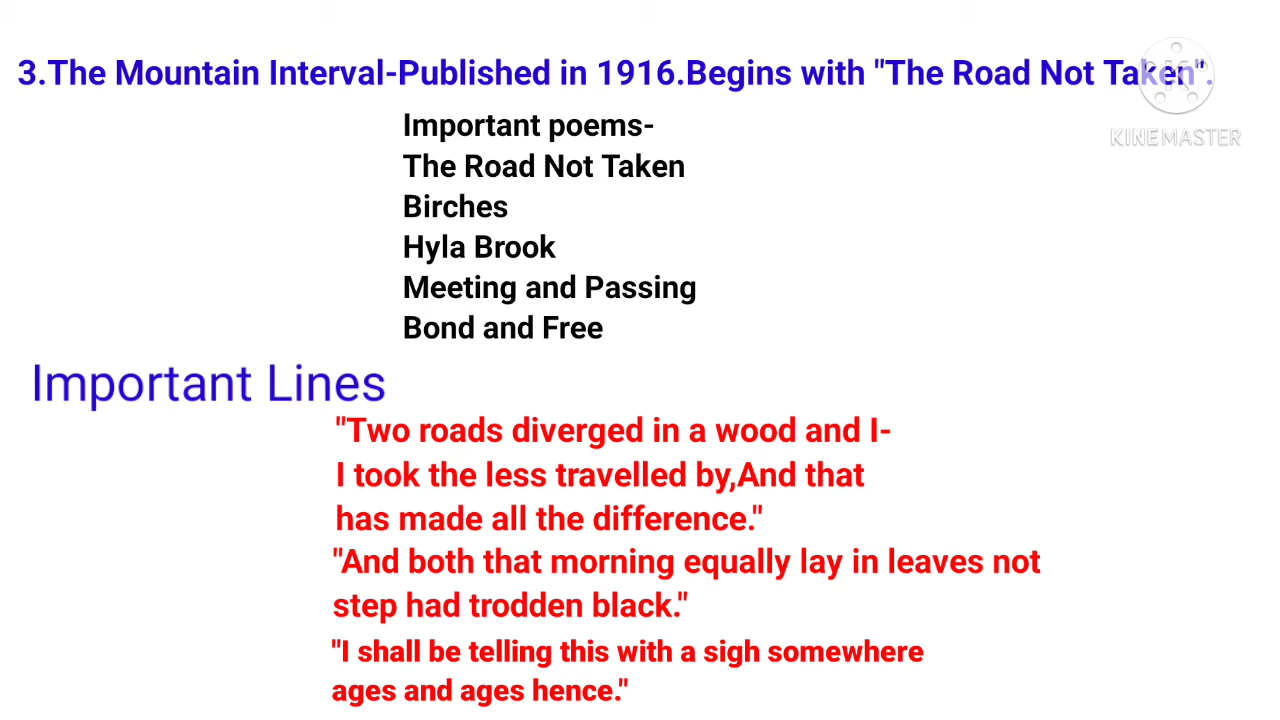 3.The Mountain Interval-Published in 1916.Begins with "The Road Not Taken".
KINEMASTER
Important poems-
The Road Not Taken
Birches
Hyla Brook
Meeting and Passing
Bond and Free
Important Lines
"Two roads diverged in a wood and I-
I took the less travelled by,And that
has made all the difference."
"And both that morning equally lay in leaves not
step had trodden black."
"I shall be telling this with a sigh somewhere
ages and ages hence."